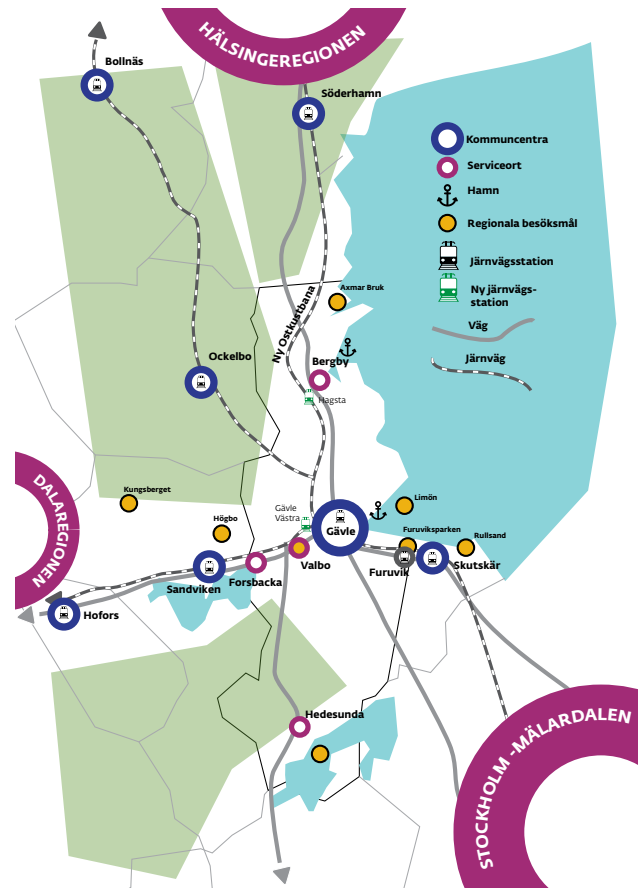 HÄLSINGEREGIONEN
Bollnäs
Söderhamn
Kommuncentra
Serviceort
Hamn
Regionala besöksmål
Järnvägsstation
Ny järnvägs-
station
Väg
Järnväg
Axmar Bruk
Ny Ostkustbana
Ockelbo
Bergby
Hagsta
DALAREGIONEN
Kungsberget
Högbo
Gävle
Västra
Gävle
Limön
Furuviksparken
Rullsand
Valbo
Furuvik
Skutskär
Sandviken
Forsbacka
Hofors
Hedesunda
STOCKHOLM -MÄLARDALEN